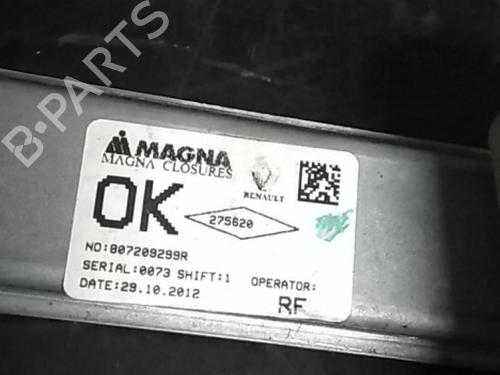 B-PARTS
MAGNA
MAGNA CLOSURES
RENAULT
OK
275620
NO:807209299R
SERIAL:0073 SHIFT:1 OPERATOR:
DATE:29.10.2012 RF